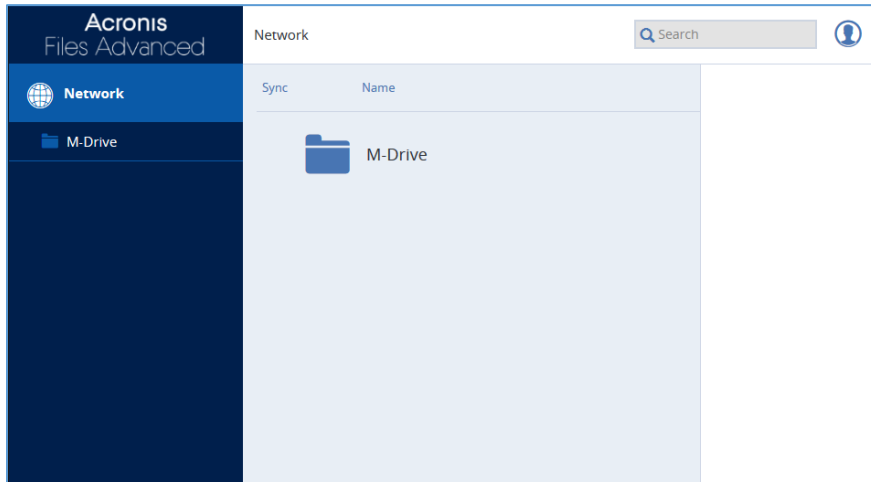 Acronis
Files Advanced
Network
Search
Network
M-Drive
Sync Name
M-Drive